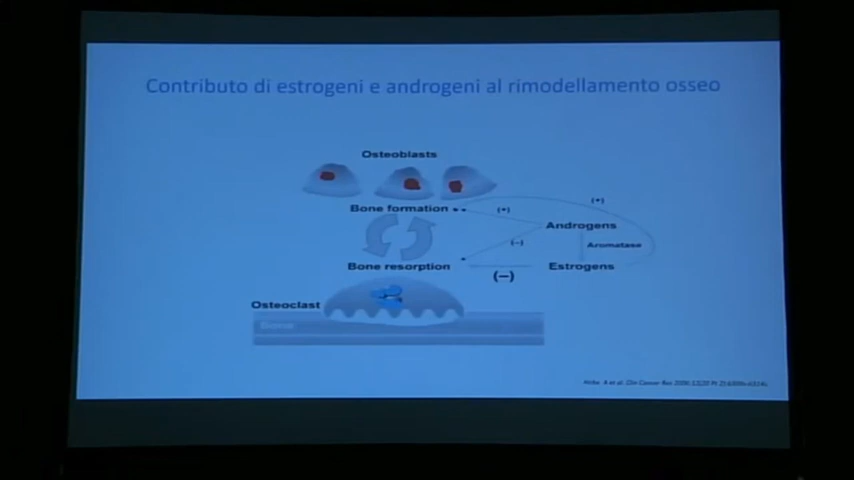 Contributo di estrogeni e androgeni al rimodellamento osseo
Osteoblasts
Bone formation
(+)
(+)
Androgens
(−)
Aromatase
Bone resorption
(−)
Estrogens
Osteoclast